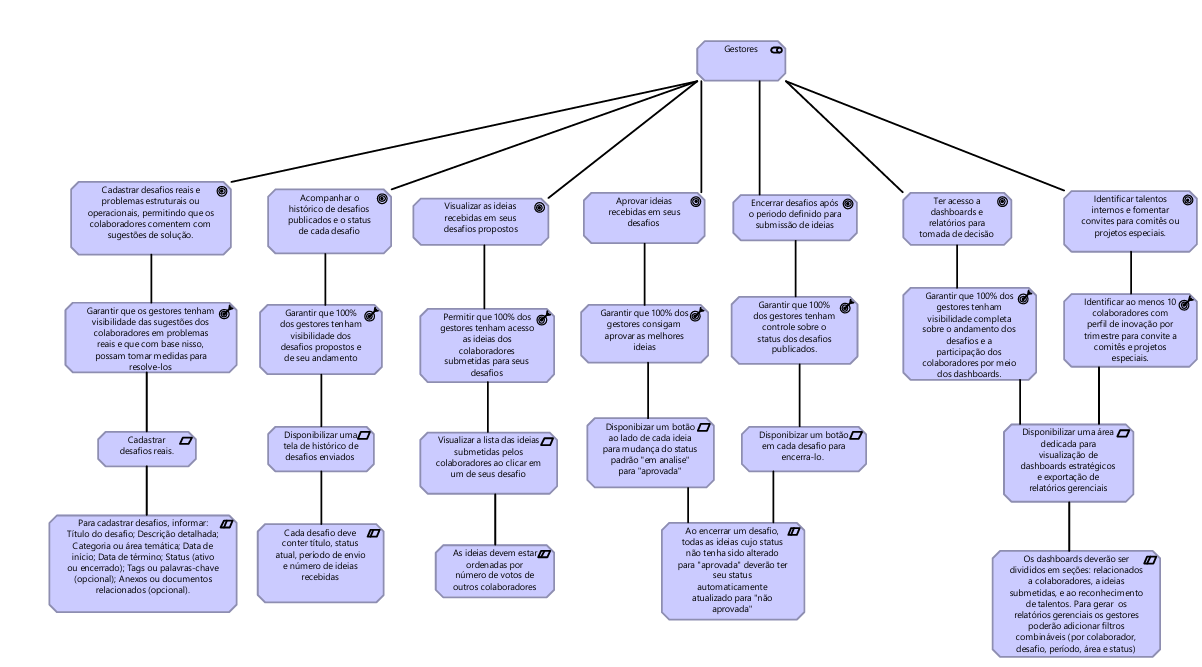 Gestores
Cadastrar desafios reais e
problemas estruturais ou
operacionais, permitindo que os
colaboradores comentem com
sugestões de solução.
Acompanhar o
histórico de desafios
publicados e o status
de cada desafio
Visualizar as ideias
recebidas em seus
desafios propostos
Aprovar ideias
recebidas em seus
desafios
Encerrar desafios após
o período definido para
submissão de ideias
Ter acesso a
dashboards e
relatórios para
tomada de decisão
Identificar talentos
internos e fomentar
convites para comitês ou
projetos especiais.
Garantir que os gestores tenham
visibilidade das sugestões dos
colaboradores em problemas
reais e que com base nisso,
possam tomar medidas para
resolve-los
Garantir que 100%
dos gestores tenham
visibilidade dos
desafios propostos e
de seu andamento
Permitir que 100% dos
gestores tenham acesso
as ideias dos
colaboradores
submetidas para seus
desafios
Garantir que 100% dos
gestores consigam
aprovar as melhores
ideias
Garantir que 100%
dos gestores tenham
controle sobre o
status dos desafios
publicados.
Garantir que 100% dos
gestores tenham
visibilidade completa
sobre o andamento dos
desafios e a
participação dos
colaboradores por meio
dos dashboards.
Identificar ao menos 10
colaboradores com
perfil de inovação por
trimestre para convite a
comitês e projetos
especiais.
Cadastrar
desafios reais.
Disponibilizar uma
tela de histórico de
desafios enviados
Visualizar a lista das ideias
submetidas pelos
colaboradores ao clicar em
um de seus desafio
Disponibizar um botão
ao lado de cada ideia
para mudança do status
padrão "em analise"
para "aprovada"
Disponibizar um botão
em cada desafio para
encerra-lo.
Disponibilizar uma área
dedicada para
visualização de
dashboards estratégicos
e exportação de
relatórios gerenciais
Para cadastrar desafios, informar:
Título do desafio; Descrição detalhada;
Categoria ou área temática; Data de
início; Data de término; Status (ativo
ou encerrado); Tags ou palavras-chave
(opcional); Anexos ou documentos
relacionados (opcional).
Cada desafio deve
conter título, status
atual, periodo de envio
e número de ideias
recebidas
As ideias devem estar
ordenadas por
número de votos de
outros colaboradores
Ao encerrar um desafio,
todas as ideias cujo status
não tenha sido alterado
para "aprovada" deverão ter
seu status
automaticamente
atualizado para "não
aprovada"
Os dashboards deverão ser
divididos em seções: relacionados
a colaboradores, a ideias
submetidas, e ao reconhecimento
de talentos. Para gerar os
relatórios gerenciais os gestores
poderão adicionar filtros
combináveis (por colaborador,
desafio, período, área e status)